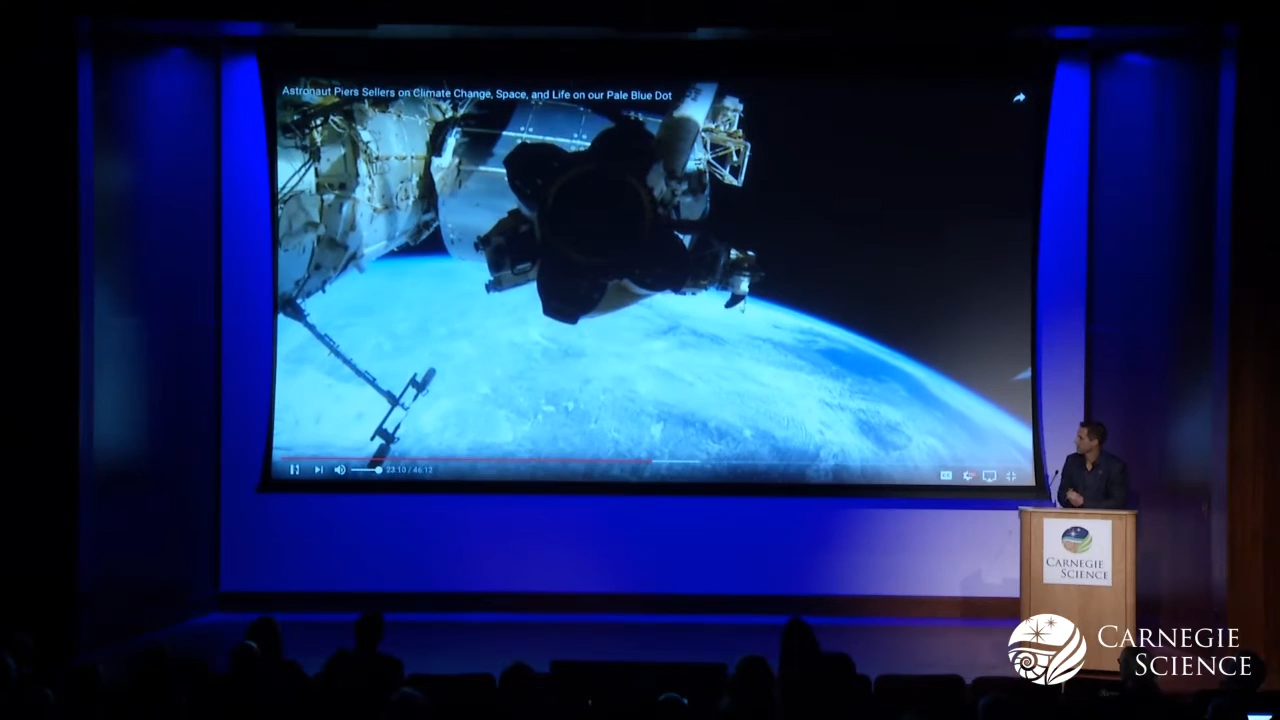 Astronaut Piers Sellers on Climate Change, Space, and Life on our Pale Blue Dot
23:10 / 46:12
CARNEGIE
SCIENCE
CARNEGIE
SCIENCE